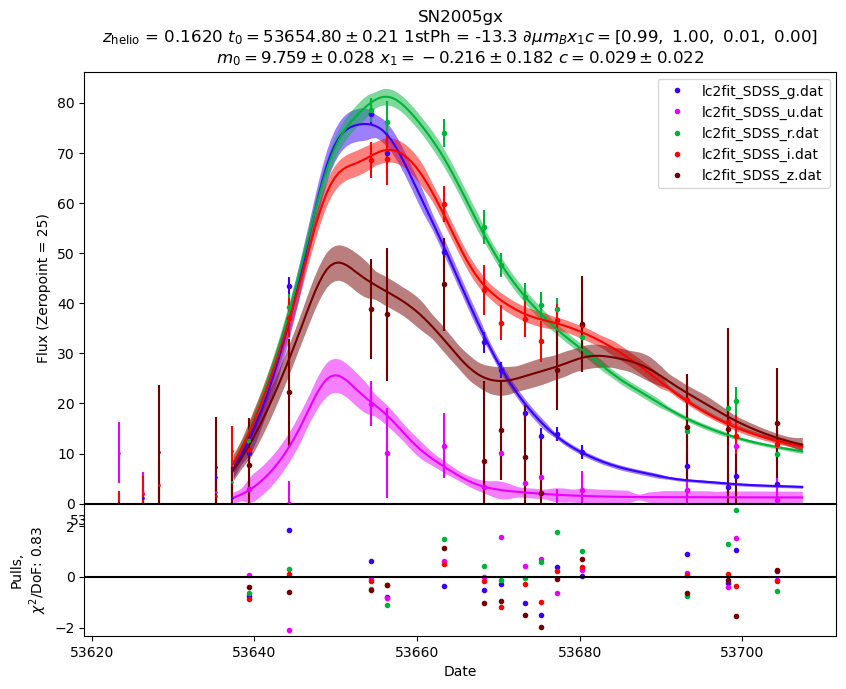 SN2005gx
z_helio = 0.1620 t_0 = 53654.80 ± 0.21 1stPh = -13.3 ∂μm_Bx_1c = [0.99, 1.00, 0.01, 0.00]
m_0 = 9.759 ± 0.028 x_1 = −0.216 ± 0.182 c = 0.029 ± 0.022
lc2fit_SDSS_g.dat
lc2fit_SDSS_u.dat
lc2fit_SDSS_r.dat
lc2fit_SDSS_i.dat
lc2fit_SDSS_z.dat
Flux (Zeropoint = 25)
80
70
60
50
40
30
20
10
0
53
Pulls,
χ²/DoF: 0.83
2
0
−2
53620 53640 53660 53680 53700
Date